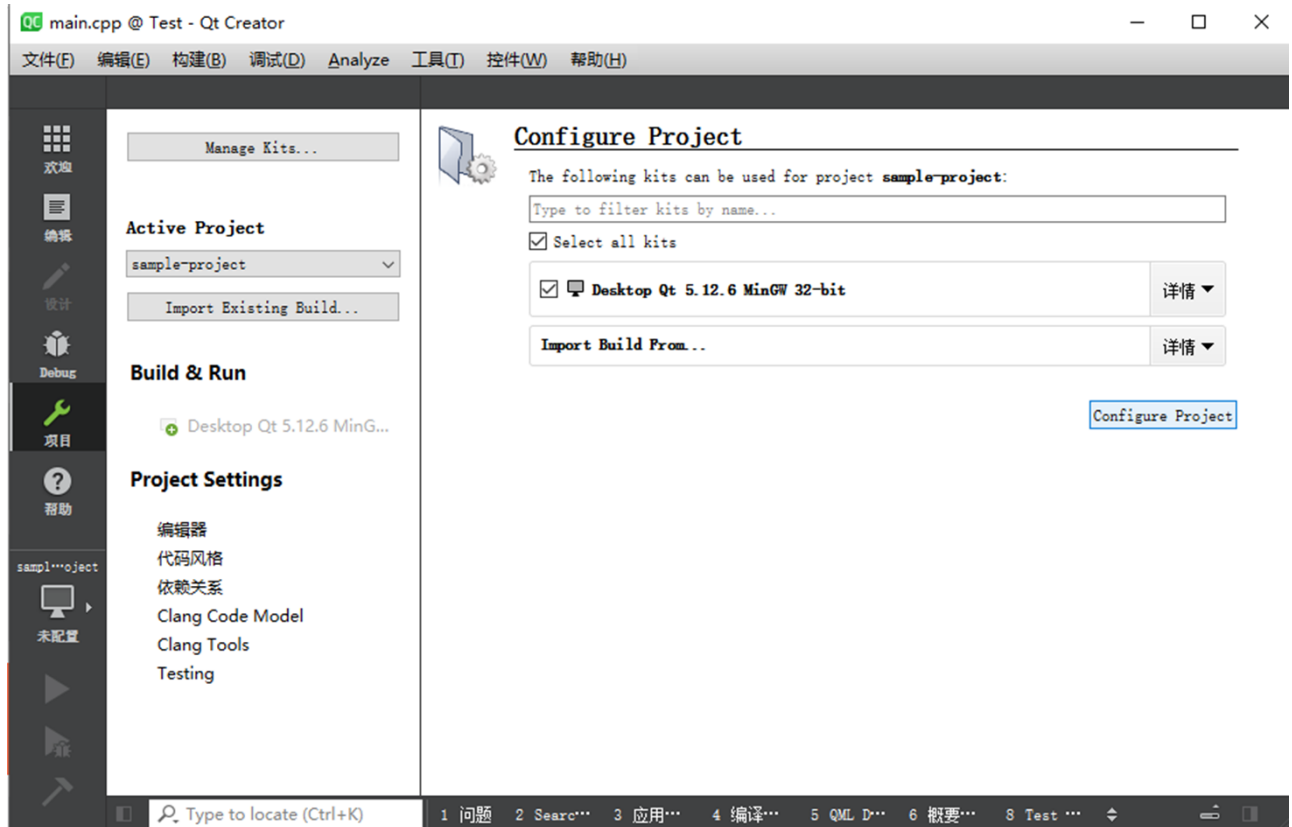 QC main.cpp @ Test - Qt Creator
文件(F) 编辑(E) 构建(B) 调试(D) Analyze 工具(T) 控件(W) 帮助(H)
欢迎
编辑
设计
Debug
项目
?
帮助
sampl···oject
未配置
Manage Kits...
Active Project
sample-project
Import Existing Build...
Build & Run
Desktop Qt 5.12.6 MinG...
Project Settings
编辑器
代码风格
依赖关系
Clang Code Model
Clang Tools
Testing
Configure Project
The following kits can be used for project sample-project:
Type to filter kits by name...
Select all kits
Desktop Qt 5.12.6 MinGW 32-bit 详情
Import Build From... 详情
Configure Project
Type to locate (Ctrl+K) 1 问题 2 Searc··· 3 应用··· 4 编译··· 5 QML D··· 6 概要··· 8 Test ···